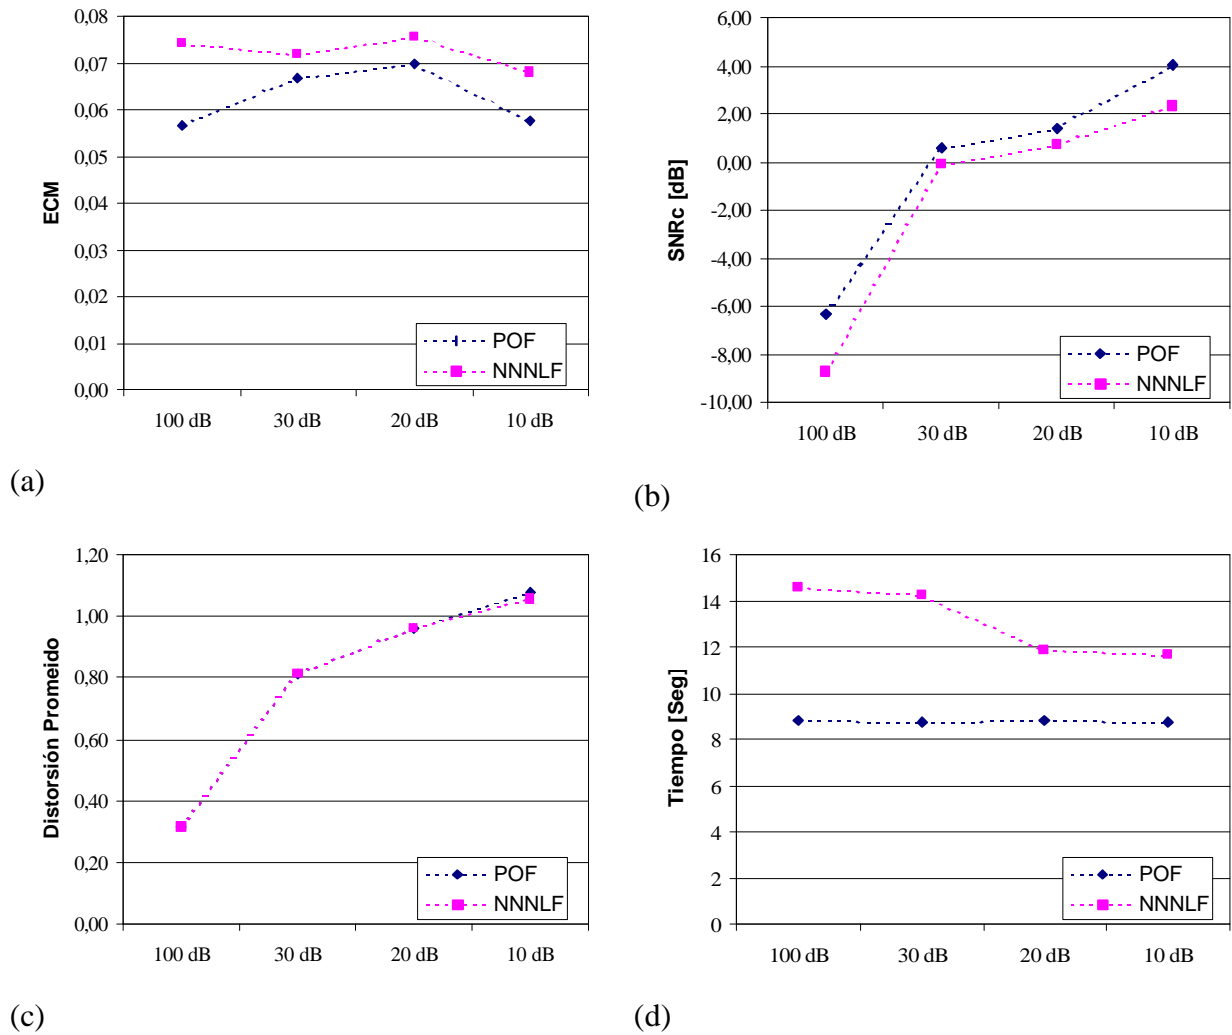 0,08
0,07
0,06
0,05
0,04
0,03
0,02
0,01
0,00
ECM
100 dB 30 dB 20 dB 10 dB
POF
NNNLF
(a)
6,00
4,00
2,00
0,00
-2,00
-4,00
-6,00
-8,00
-10,00
SNRc [dB]
100 dB 30 dB 20 dB 10 dB
POF
NNNLF
(b)
1,20
1,00
0,80
0,60
0,40
0,20
0,00
Distorsión Promeido
100 dB 30 dB 20 dB 10 dB
POF
NNNLF
(c)
16
14
12
10
8
6
4
2
0
Tiempo [Seg]
100 dB 30 dB 20 dB 10 dB
POF
NNNLF
(d)